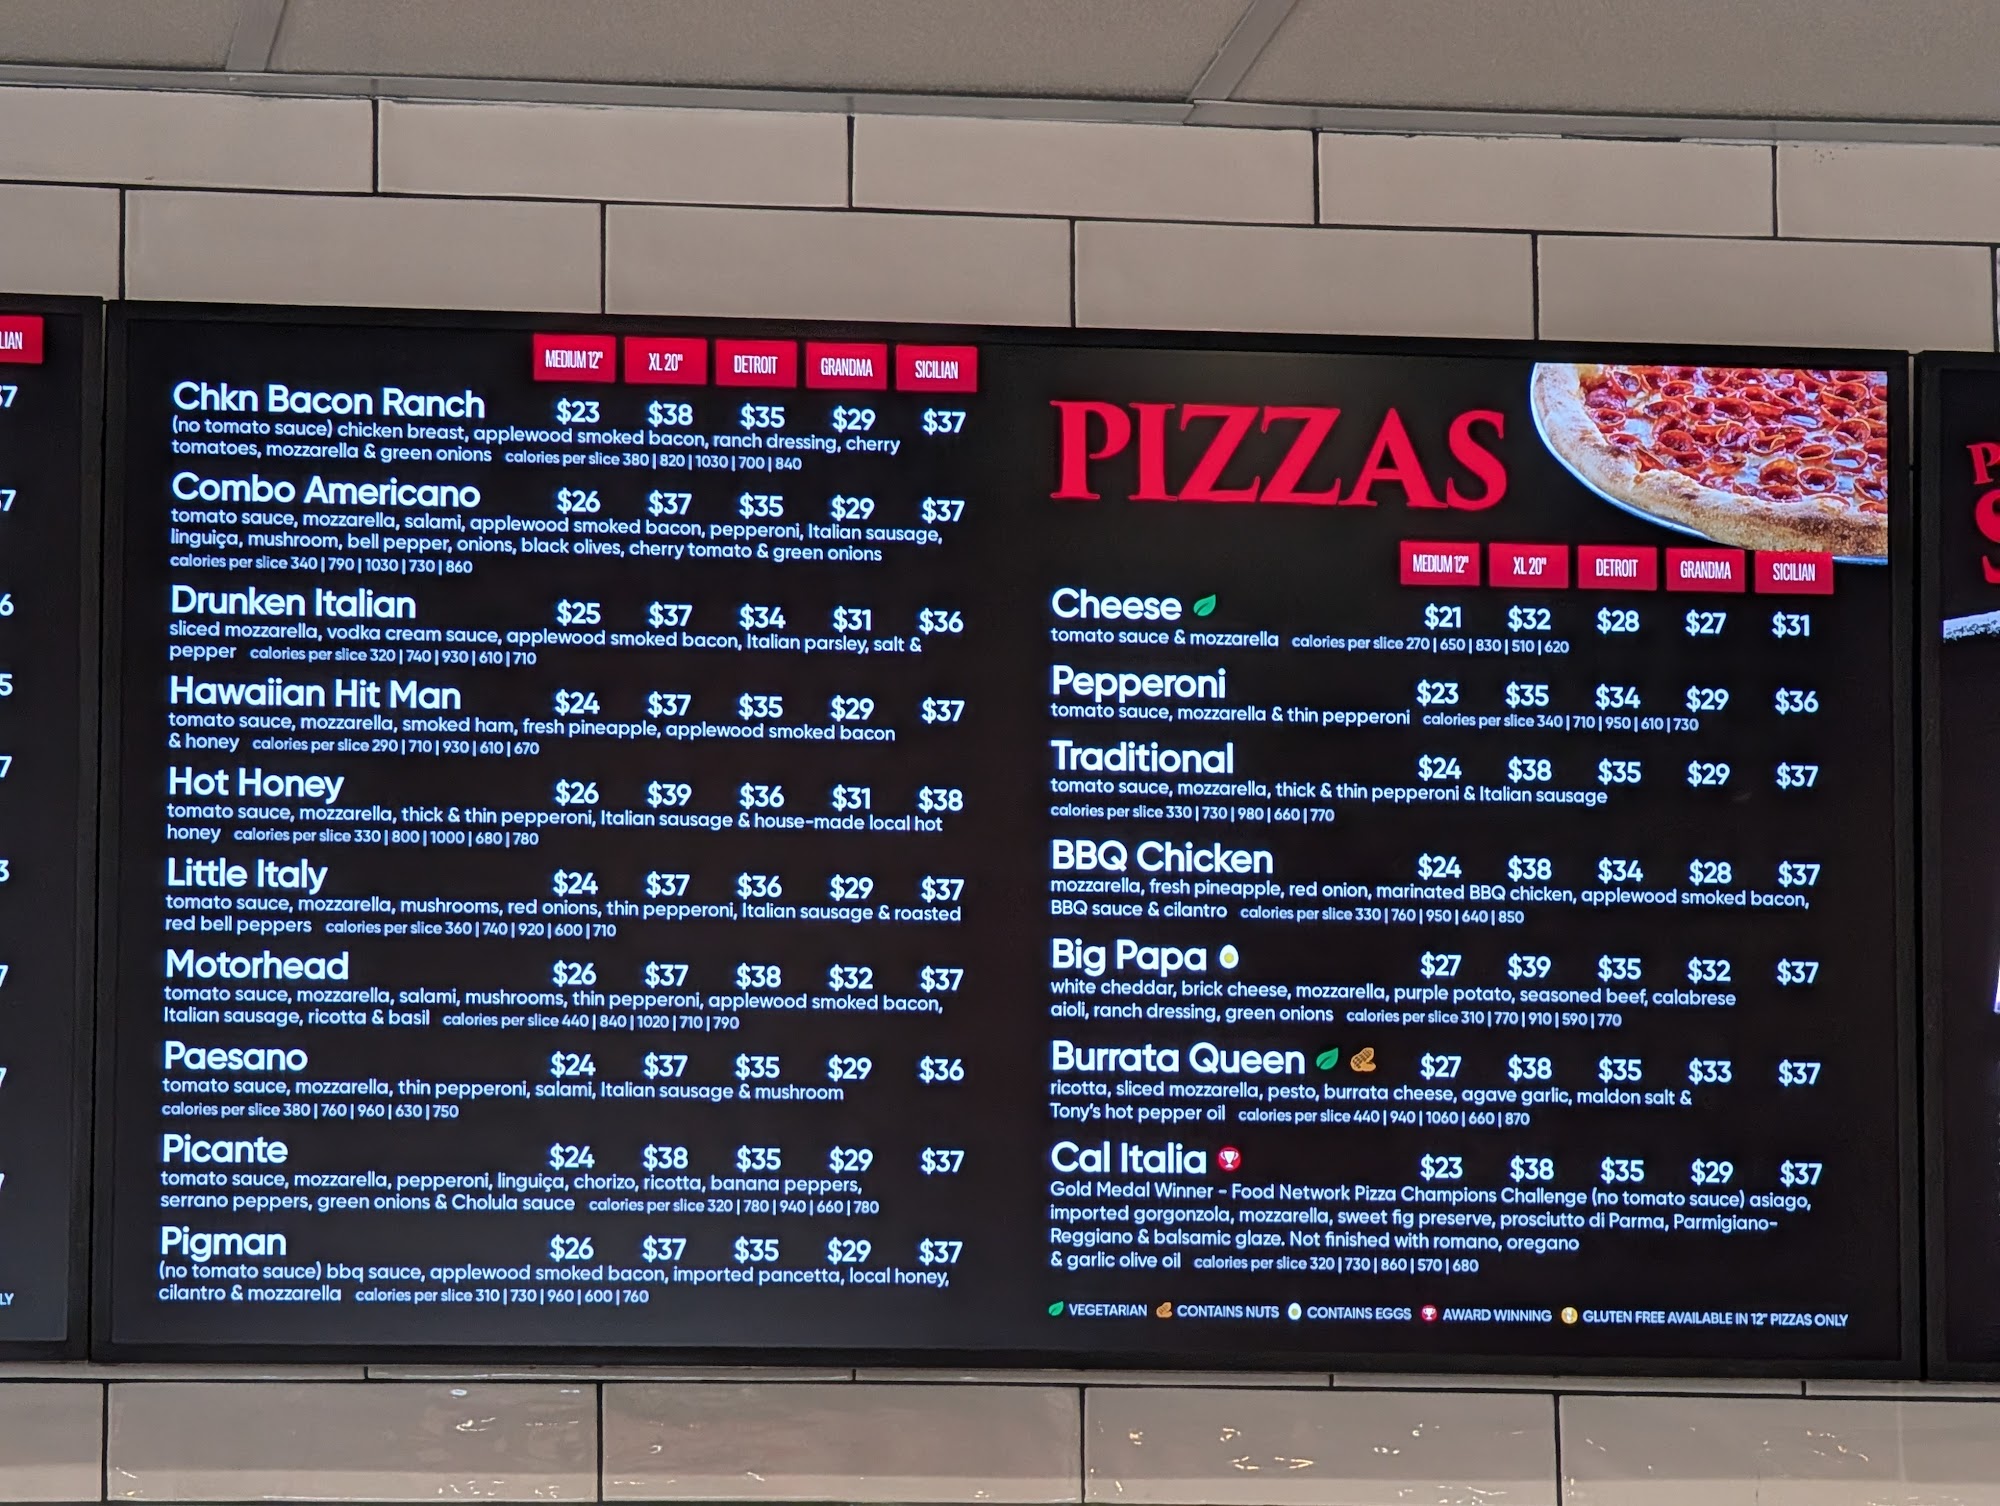 LIAN
MEDIUM 12" XL 20" DETROIT GRANDMA SICILIAN
Chkn Bacon Ranch $23 $38 $35 $29 $37
(no tomato sauce) chicken breast, applewood smoked bacon, ranch dressing, cherry
tomatoes, mozzarella & green onions calories per slice 380 | 820 | 1030 | 700 | 840
Combo Americano $26 $37 $35 $29 $37
tomato sauce, mozzarella, salami, applewood smoked bacon, pepperoni, Italian sausage,
linguiça, mushroom, bell pepper, onions, black olives, cherry tomato & green onions
calories per slice 340 | 790 | 1030 | 730 | 860
Drunken Italian $25 $37 $34 $31 $36
sliced mozzarella, vodka cream sauce, applewood smoked bacon, Italian parsley, salt &
pepper calories per slice 320 | 740 | 930 | 610 | 710
Hawaiian Hit Man $24 $37 $35 $29 $37
tomato sauce, mozzarella, smoked ham, fresh pineapple, applewood smoked bacon
& honey calories per slice 290 | 710 | 930 | 610 | 670
Hot Honey $26 $39 $36 $31 $38
tomato sauce, mozzarella, thick & thin pepperoni, Italian sausage & house-made local hot
honey calories per slice 330 | 800 | 1000 | 680 | 780
Little Italy $24 $37 $36 $29 $37
tomato sauce, mozzarella, mushrooms, red onions, thin pepperoni, Italian sausage & roasted
red bell peppers calories per slice 360 | 740 | 920 | 600 | 710
Motorhead $26 $37 $38 $32 $37
tomato sauce, mozzarella, salami, mushrooms, thin pepperoni, applewood smoked bacon,
Italian sausage, ricotta & basil calories per slice 440 | 840 | 1020 | 710 | 790
Paesano $24 $37 $35 $29 $36
tomato sauce, mozzarella, thin pepperoni, salami, Italian sausage & mushroom
calories per slice 380 | 760 | 960 | 630 | 750
Picante $24 $38 $35 $29 $37
tomato sauce, mozzarella, pepperoni, linguiça, chorizo, ricotta, banana peppers,
serrano peppers, green onions & Cholula sauce calories per slice 320 | 780 | 940 | 660 | 780
Pigman $26 $37 $35 $29 $37
(no tomato sauce) bbq sauce, applewood smoked bacon, imported pancetta, local honey,
cilantro & mozzarella calories per slice 310 | 730 | 960 | 600 | 760
PIZZAS
MEDIUM 12" XL 20" DETROIT GRANDMA SICILIAN
Cheese $21 $32 $28 $27 $31
tomato sauce & mozzarella calories per slice 270 | 650 | 830 | 510 | 620
Pepperoni $23 $35 $34 $29 $36
tomato sauce, mozzarella & thin pepperoni calories per slice 340 | 710 | 950 | 610 | 730
Traditional $24 $38 $35 $29 $37
tomato sauce, mozzarella, thick & thin pepperoni & Italian sausage
calories per slice 330 | 730 | 980 | 660 | 770
BBQ Chicken $24 $38 $34 $28 $37
mozzarella, fresh pineapple, red onion, marinated BBQ chicken, applewood smoked bacon,
BBQ sauce & cilantro calories per slice 330 | 760 | 950 | 640 | 850
Big Papa $27 $39 $35 $32 $37
white cheddar, brick cheese, mozzarella, purple potato, seasoned beef, calabrese
aioli, ranch dressing, green onions calories per slice 310 | 770 | 910 | 590 | 770
Burrata Queen $27 $38 $35 $33 $37
ricotta, sliced mozzarella, pesto, burrata cheese, agave garlic, maldon salt &
Tony's hot pepper oil calories per slice 440 | 940 | 1060 | 660 | 870
Cal Italia $23 $38 $35 $29 $37
Gold Medal Winner - Food Network Pizza Champions Challenge (no tomato sauce) asiago,
imported gorgonzola, mozzarella, sweet fig preserve, prosciutto di Parma, Parmigiano-
Reggiano & balsamic glaze. Not finished with romano, oregano
& garlic olive oil calories per slice 320 | 730 | 860 | 570 | 680
VEGETARIAN CONTAINS NUTS CONTAINS EGGS AWARD WINNING GLUTEN FREE AVAILABLE IN 12" PIZZAS ONLY